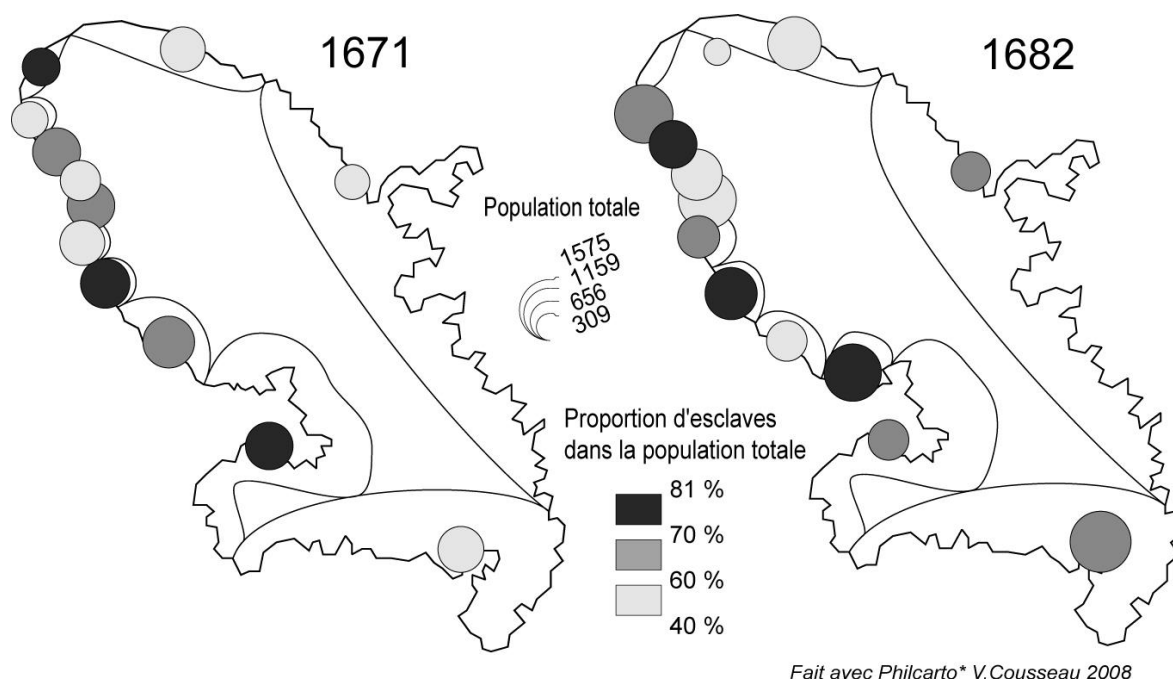 1671
1682
Population totale
1575
1159
656
309
Proportion d'esclaves
dans la population totale
81 %
70 %
60 %
40 %
Fait avec Philcarto* V.Cousseau 2008